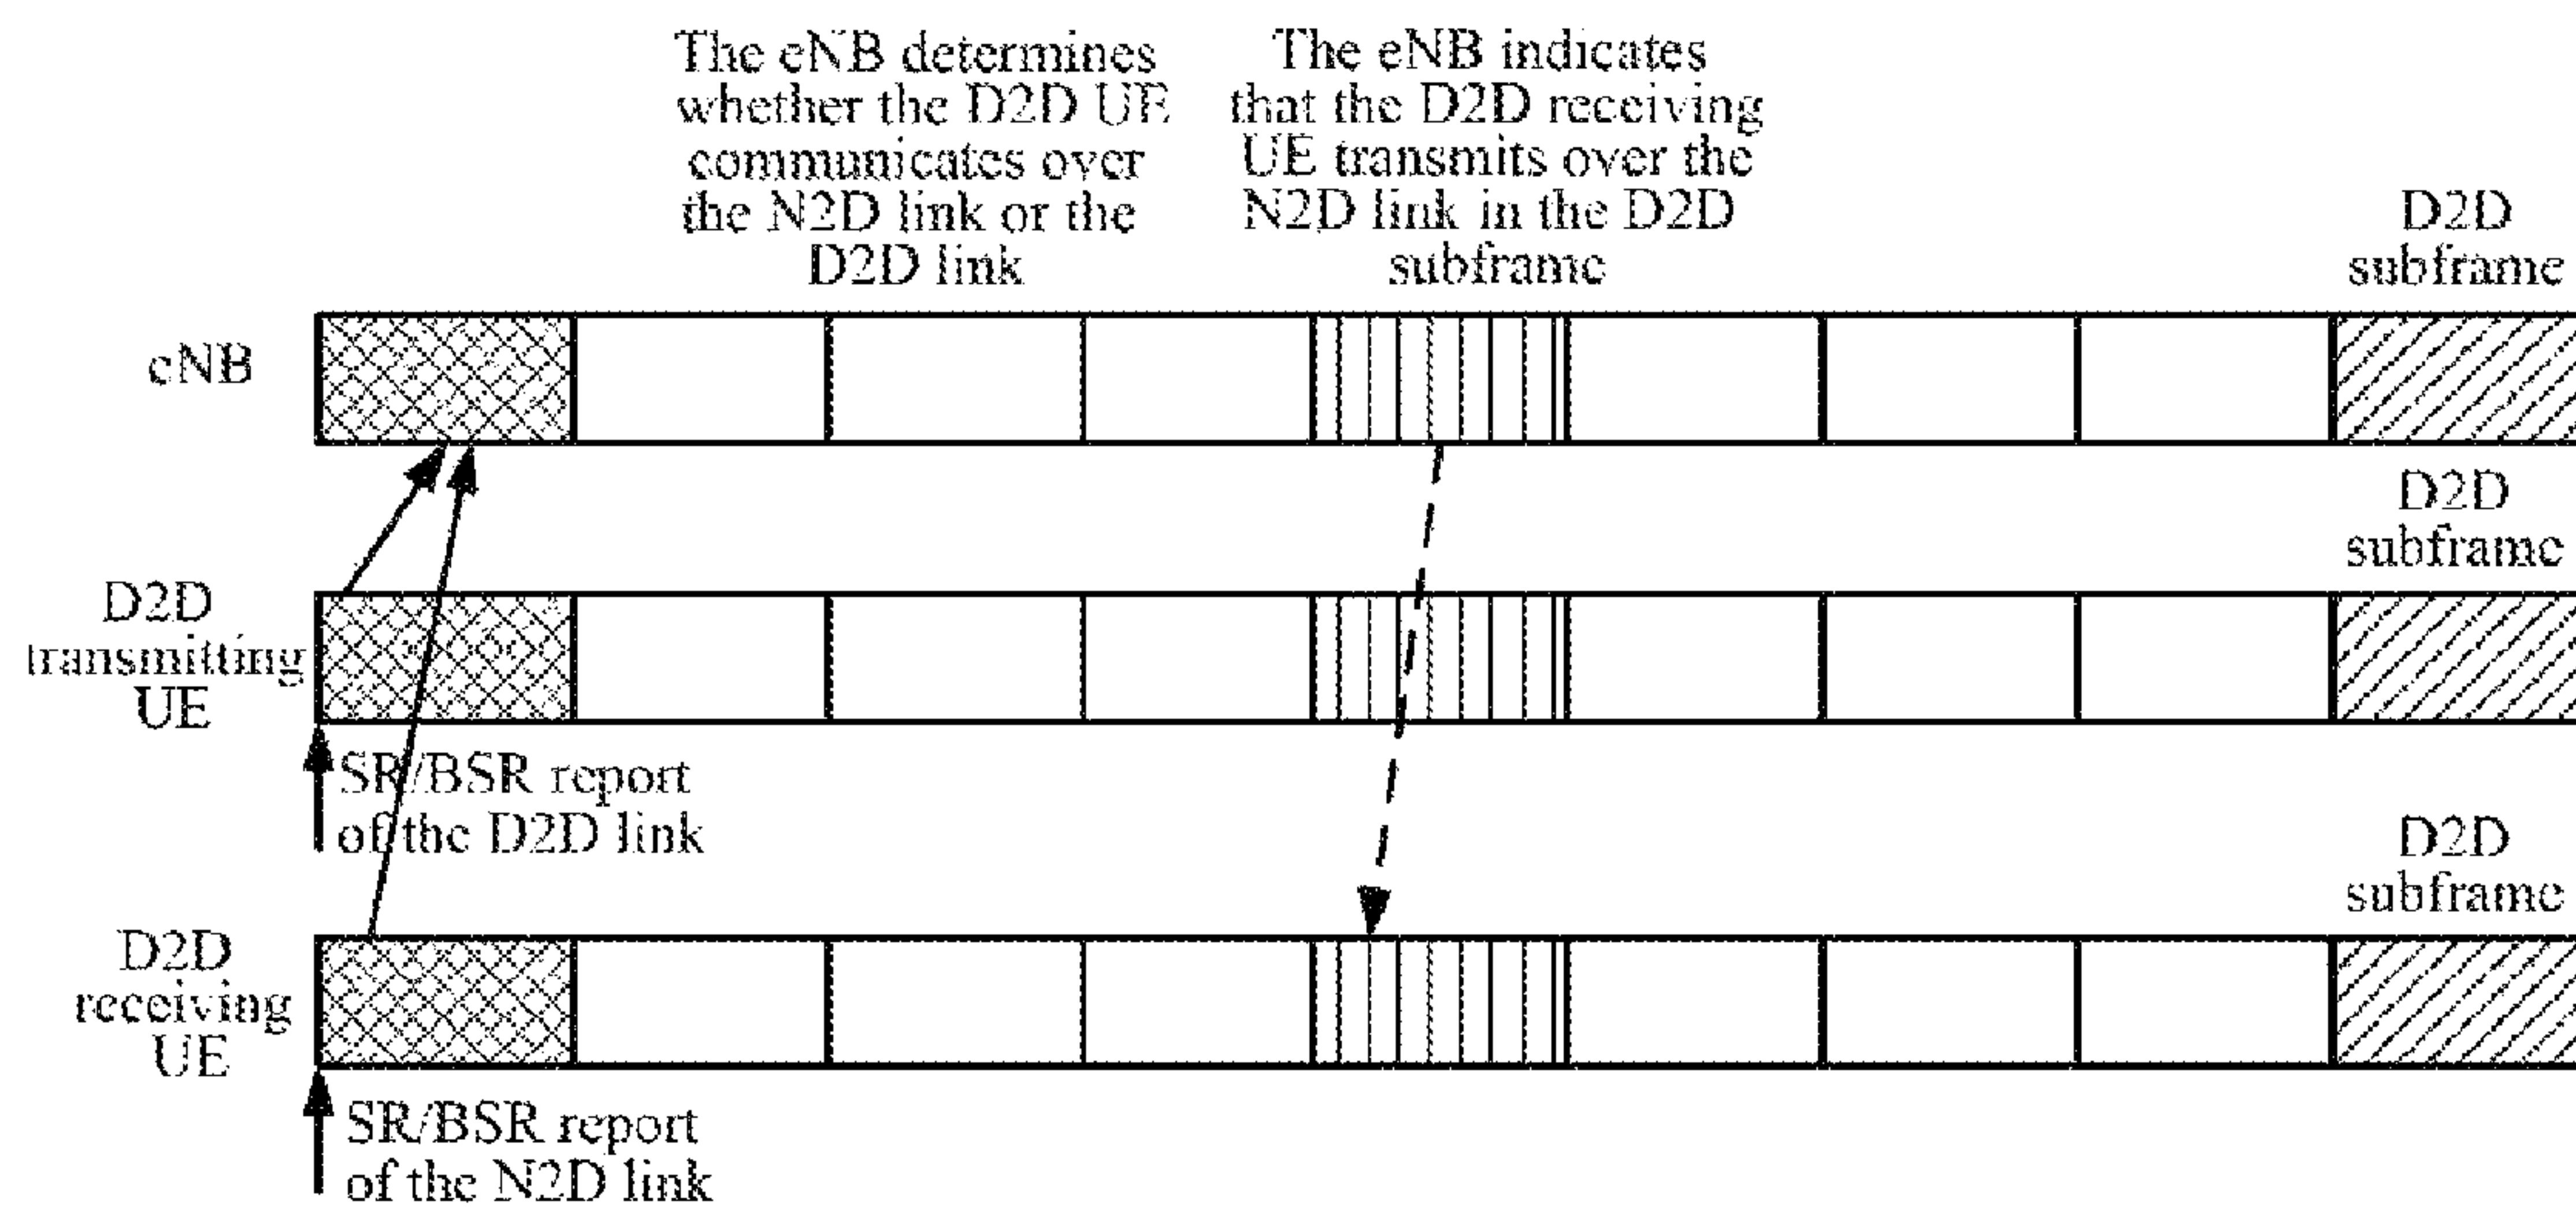 The eNB determines
whether the D2D UE
communicates over
the N2D link or the
D2D link
The eNB indicates
that the D2D receiving
UE transmits over the
N2D link in the D2D
subframe
D2D
subframe
eNB
D2D
subframe
D2D
transmitting
UE
SR/BSR report
of the D2D link
D2D
subframe
D2D
receiving
UE
SR/BSR report
of the N2D link